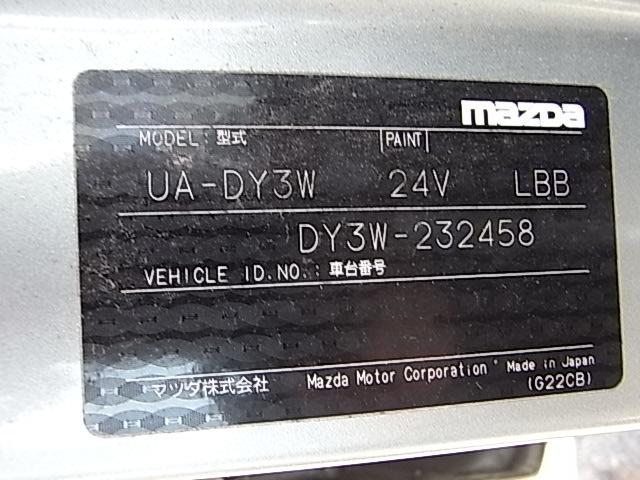 mazda
MODEL : 型式 PAINT
UA-DY3W 24V LBB
DY3W-232458
VEHICLE ID.NO. : 車台番号
マツダ株式会社 Mazda Motor Corporation Made in Japan
(G22CB)